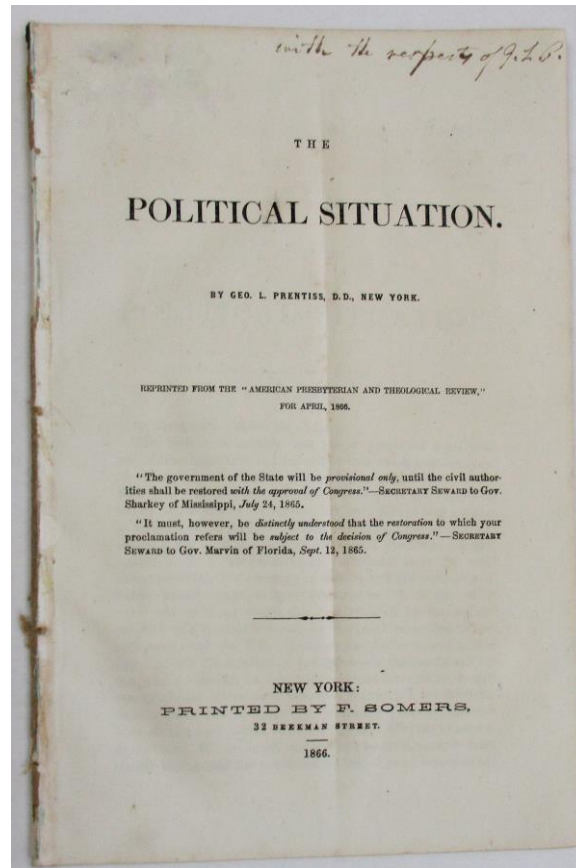 with the respects of G. L. P.
THE
POLITICAL SITUATION.
BY GEO. L. PRENTISS, D.D., NEW YORK.
REPRINTED FROM THE "AMERICAN PRESBYTERIAN AND THEOLOGICAL REVIEW,"
FOR APRIL, 1866.
"The government of the State will be provisional only, until the civil author-
ities shall be restored with the approval of Congress."—SECRETARY SEWARD to Gov.
Sharkey of Mississippi, July 24, 1865.
"It must, however, be distinctly understood that the restoration to which your
proclamation refers will be subject to the decision of Congress."—SECRETARY
SEWARD to Gov. Marvin of Florida, Sept. 12, 1865.
NEW YORK:
PRINTED BY F. SOMERS,
32 BEEKMAN STREET.
1866.